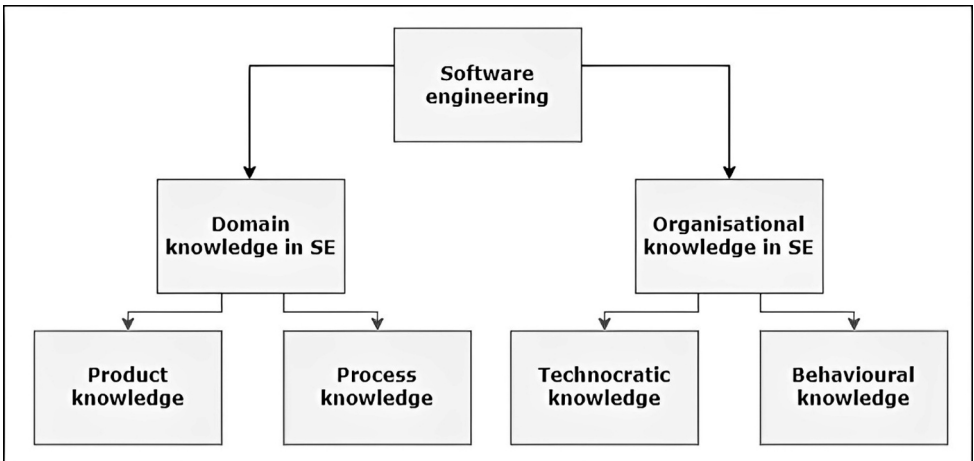 Software
engineering
Domain
knowledge in SE
Organisational
knowledge in SE
Product
knowledge
Process
knowledge
Technocratic
knowledge
Behavioural
knowledge